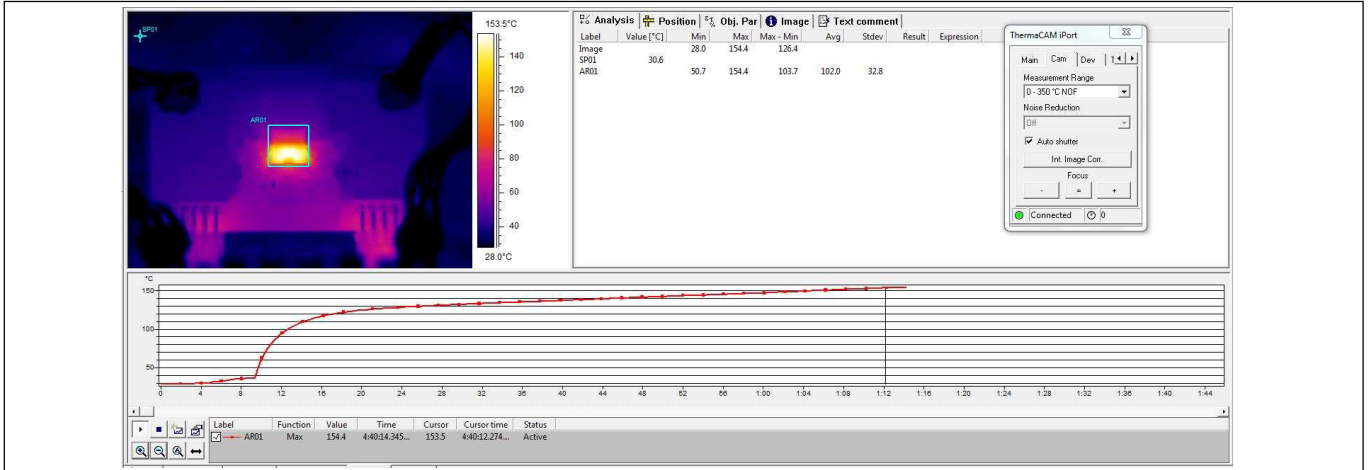 SP01
AR01
153.5°C
140
120
100
80
60
40
28.0°C
Analysis Position Obj. Par Image Text comment
Label Value [°C] Min Max Max - Min Avg Stdev Result Expression
Image 28.0 154.4 126.4
SP01 30.6
AR01 50.7 154.4 103.7 102.0 32.8
ThermaCAM iPort
Main Cam Dev
Measurement Range
0 - 350 °C NOF
Noise Reduction
Off
Auto shutter
Int. Image Corr.
Focus
- = +
Connected 0
°C
150
100
50
0 4 8 12 16 20 24 28 32 36 40 44 48 52 56 1:00 1:04 1:08 1:12 1:16 1:20 1:24 1:28 1:32 1:36 1:40 1:44
Label Function Value Time Cursor Cursor time Status
AR01 Max 154.4 4:40:14.345... 153.5 4:40:12.274... Active